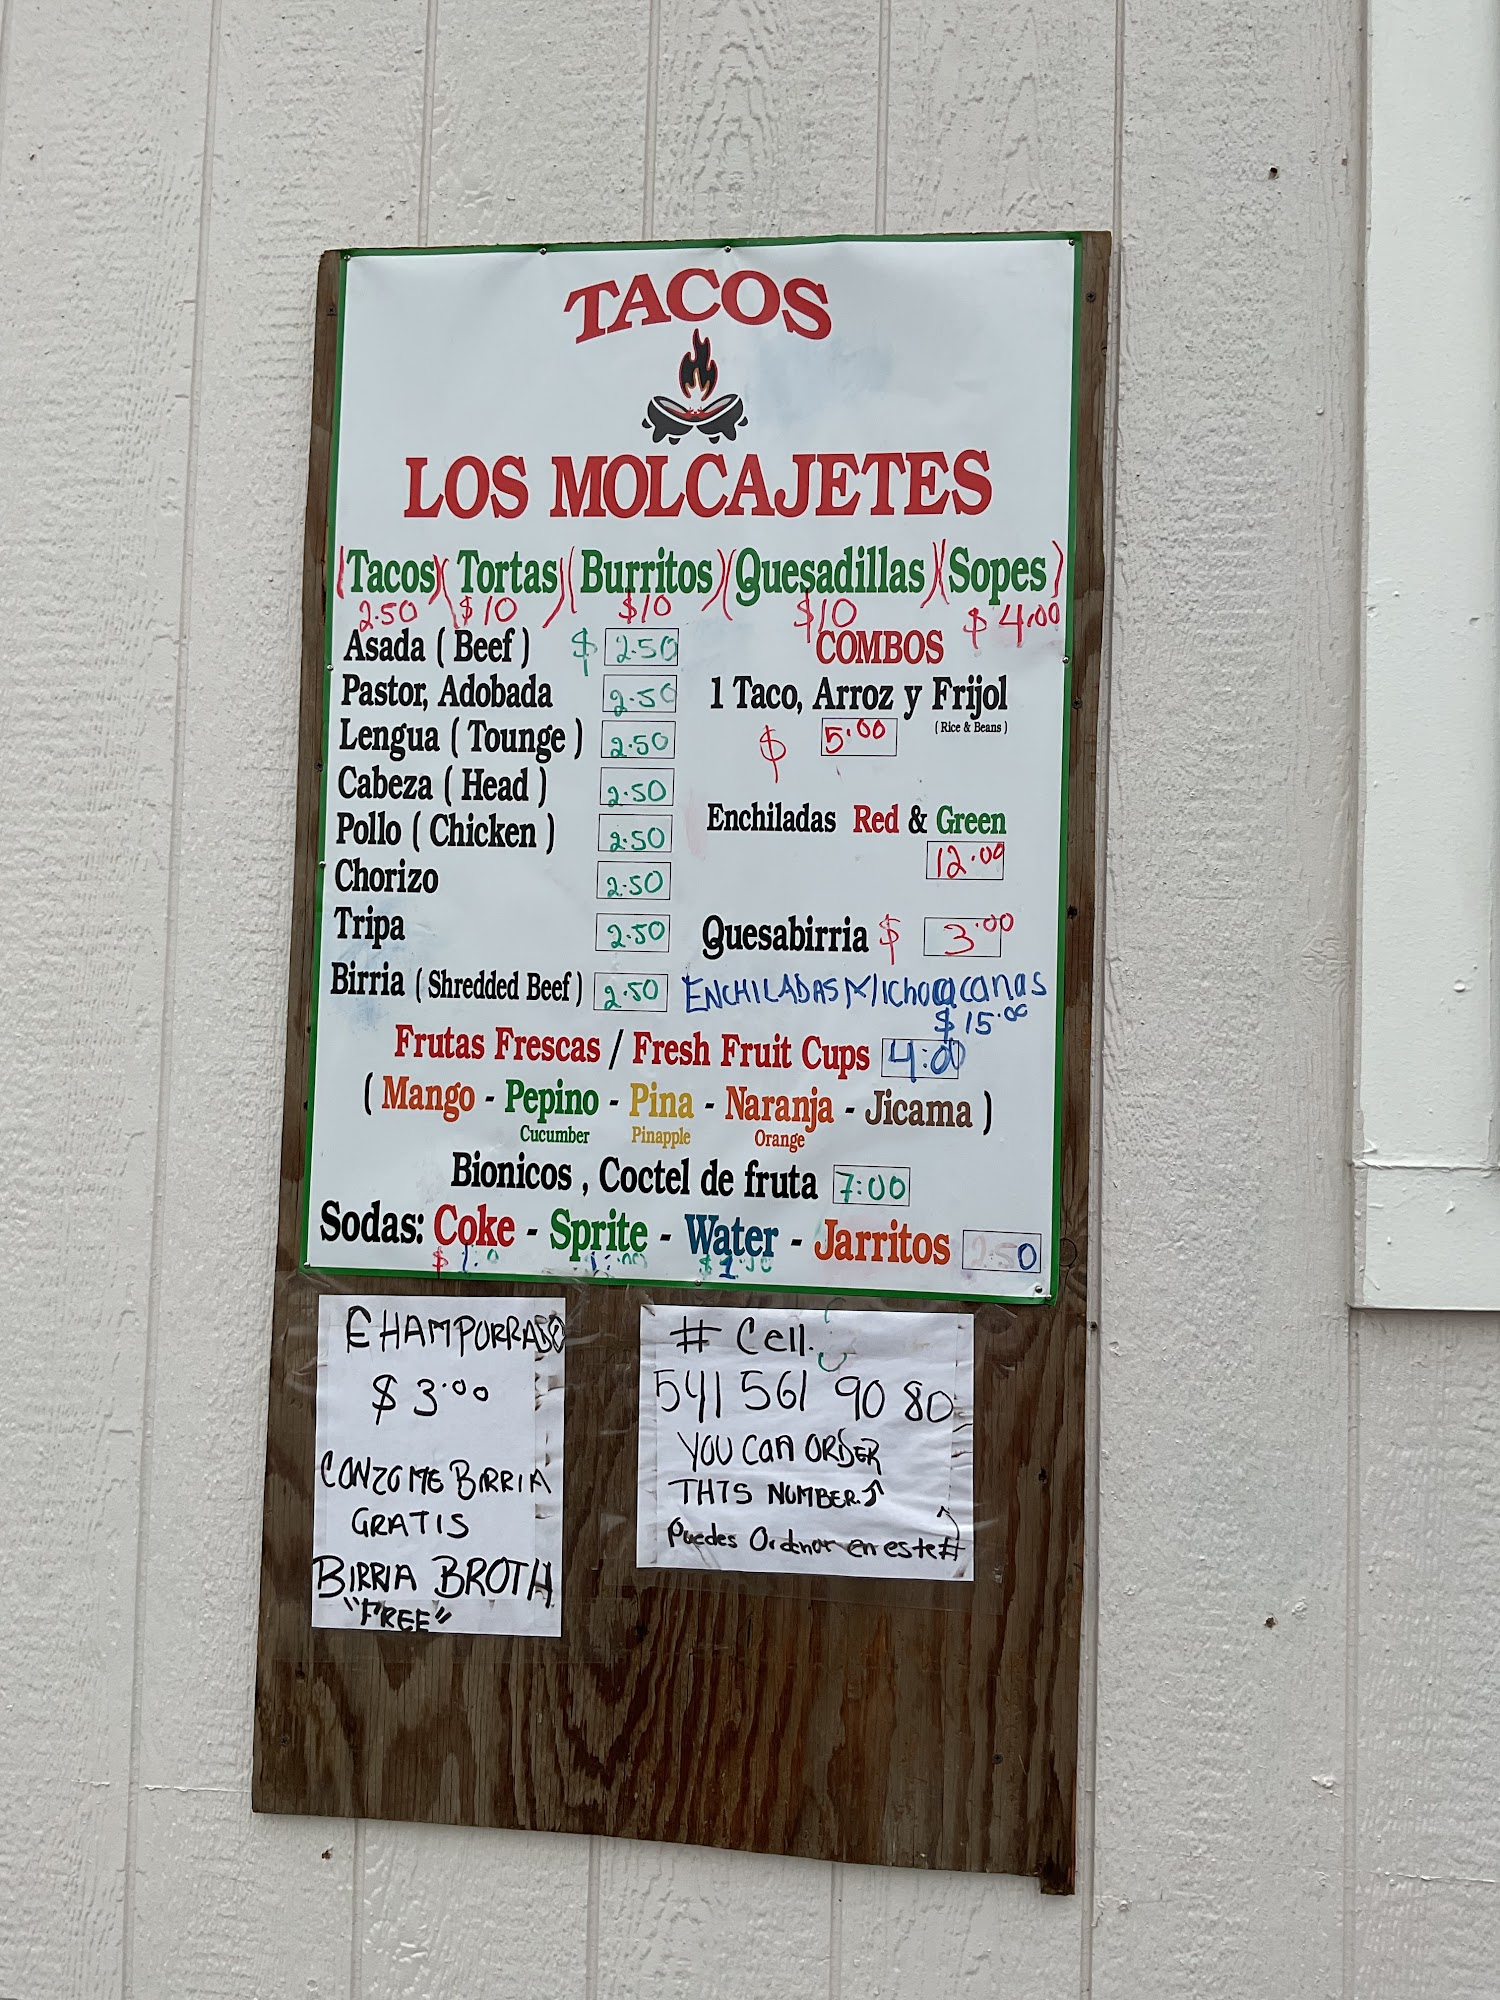 TACOS
LOS MOLCAJETES
(Tacos) (Tortas) (Burritos) (Quesadillas) (Sopes)
2.50 $10 $10 $10 $4.00
Asada ( Beef ) $ 2.50
Pastor, Adobada 2.50
Lengua ( Tounge ) 2.50
Cabeza ( Head ) 2.50
Pollo ( Chicken ) 2.50
Chorizo 2.50
Tripa 2.50
Birria ( Shredded Beef ) 2.50
COMBOS
1 Taco, Arroz y Frijol
( Rice & Beans )
$ 5.00
Enchiladas Red & Green
12.00
Quesabirria $ 3.00
ENCHILADAS Michoacanas
$15.00
Frutas Frescas / Fresh Fruit Cups 4:00
( Mango - Pepino - Pina - Naranja - Jicama )
Cucumber Pinapple Orange
Bionicos , Coctel de fruta 7:00
Sodas: Coke - Sprite - Water - Jarritos 2.50
EHAMPURRADO
$3.00
CONZOME BIRRIA
GRATIS
BIRRIA BROTH
"FREE"
# Cell.
541 561 90 80
YOU CAN ORDER
THIS NUMBER.
Puedes Ordenar en este #